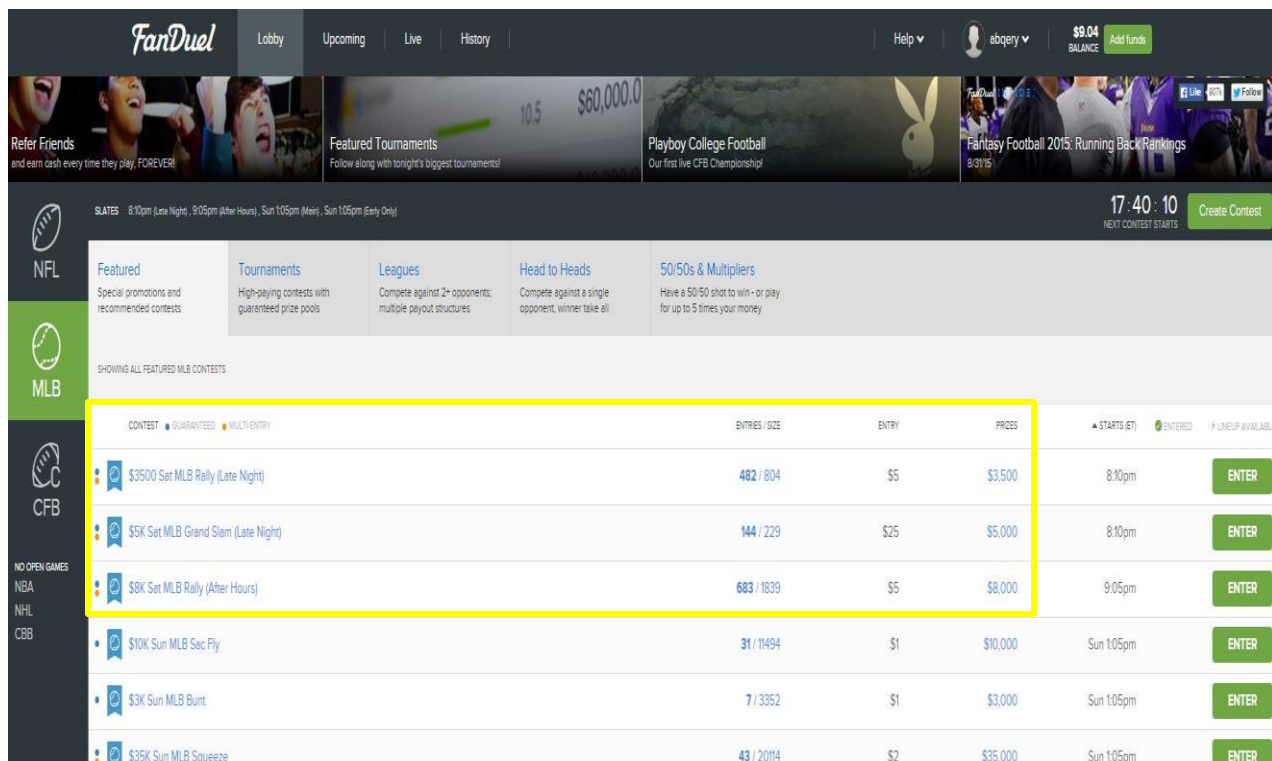 FanDuel Lobby Upcoming Live History Help abqery $9.04 BALANCE Add funds
Refer Friends
and earn cash every time they play, FOREVER!
10.5 $60,000.0
Featured Tournaments
Follow along with tonight's biggest tournaments!
Playboy College Football
Our first live CFB Championship!
FanDuel INSIDER
Like 907k Follow
Fantasy Football 2015: Running Back Rankings
8/31/15
NFL
MLB
CFB
NO OPEN GAMES
NBA
NHL
CBB
SLATES 8:10pm (Late Night) , 9:05pm (After Hours) , Sun 1:05pm (Main) , Sun 1:05pm (Early Only)
17 : 40 : 10
NEXT CONTEST STARTS
Create Contest
Featured
Special promotions and
recommended contests
Tournaments
High-paying contests with
guaranteed prize pools
Leagues
Compete against 2+ opponents;
multiple payout structures
Head to Heads
Compete against a single
opponent, winner take all
50/50s & Multipliers
Have a 50/50 shot to win - or play
for up to 5 times your money
SHOWING ALL FEATURED MLB CONTESTS
CONTEST GUARANTEED MULTI-ENTRY ENTRIES / SIZE ENTRY PRIZES STARTS (ET) ENTERED LINEUP AVAILABL
$3500 Sat MLB Rally (Late Night) 482 / 804 $5 $3,500 8:10pm ENTER
$5K Sat MLB Grand Slam (Late Night) 144 / 229 $25 $5,000 8:10pm ENTER
$8K Sat MLB Rally (After Hours) 683 / 1839 $5 $8,000 9:05pm ENTER
$10K Sun MLB Sac Fly 31 / 11494 $1 $10,000 Sun 1:05pm ENTER
$3K Sun MLB Bunt 7 / 3352 $1 $3,000 Sun 1:05pm ENTER
$35K Sun MLB Squeeze 43 / 20114 $2 $35,000 Sun 1:05pm ENTER